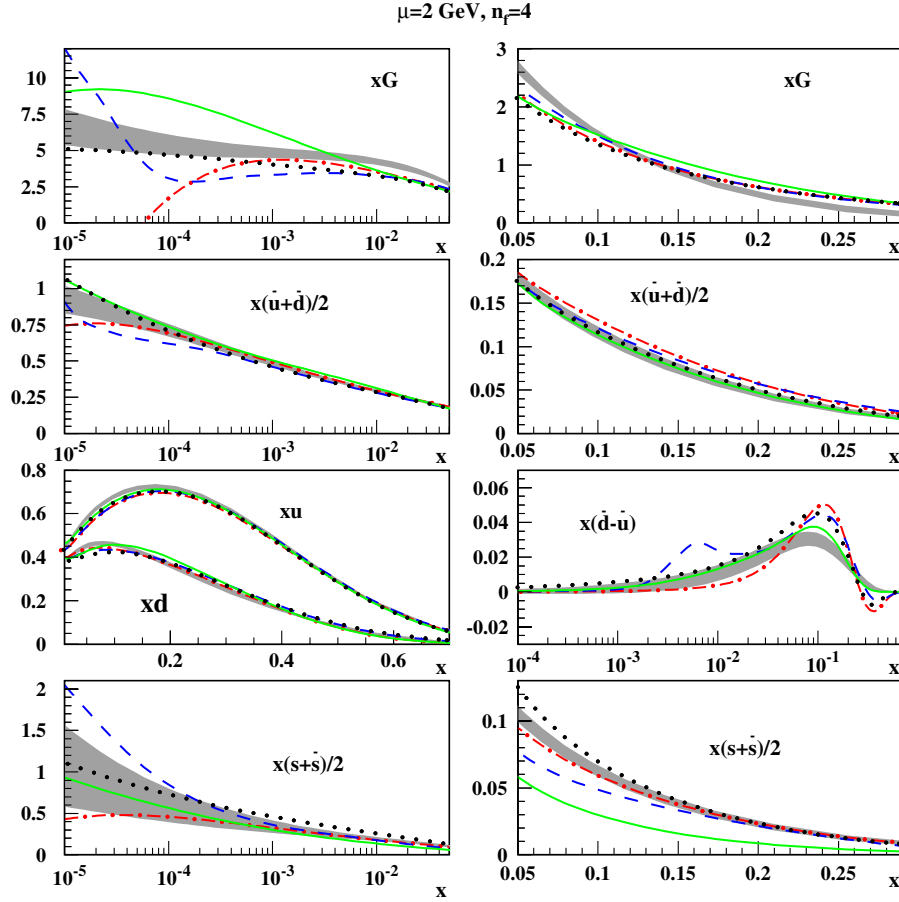 μ=2 GeV, n_f=4
xG
10
7.5
5
2.5
0
10^-5 10^-4 10^-3 10^-2 x
xG
3
2
1
0
0.05 0.1 0.15 0.2 0.25 x
x(ū+d̄)/2
1
0.75
0.5
0.25
0
10^-5 10^-4 10^-3 10^-2 x
x(ū+d̄)/2
0.2
0.15
0.1
0.05
0
0.05 0.1 0.15 0.2 0.25 x
0.8
0.6
0.4
0.2
0
xu
xd
0.2 0.4 0.6 x
x(d̄-ū)
0.06
0.04
0.02
0
-0.02
10^-4 10^-3 10^-2 10^-1 x
x(s+s̄)/2
2
1.5
1
0.5
0
10^-5 10^-4 10^-3 10^-2 x
x(s+s̄)/2
0.1
0.05
0
0.05 0.1 0.15 0.2 0.25 x